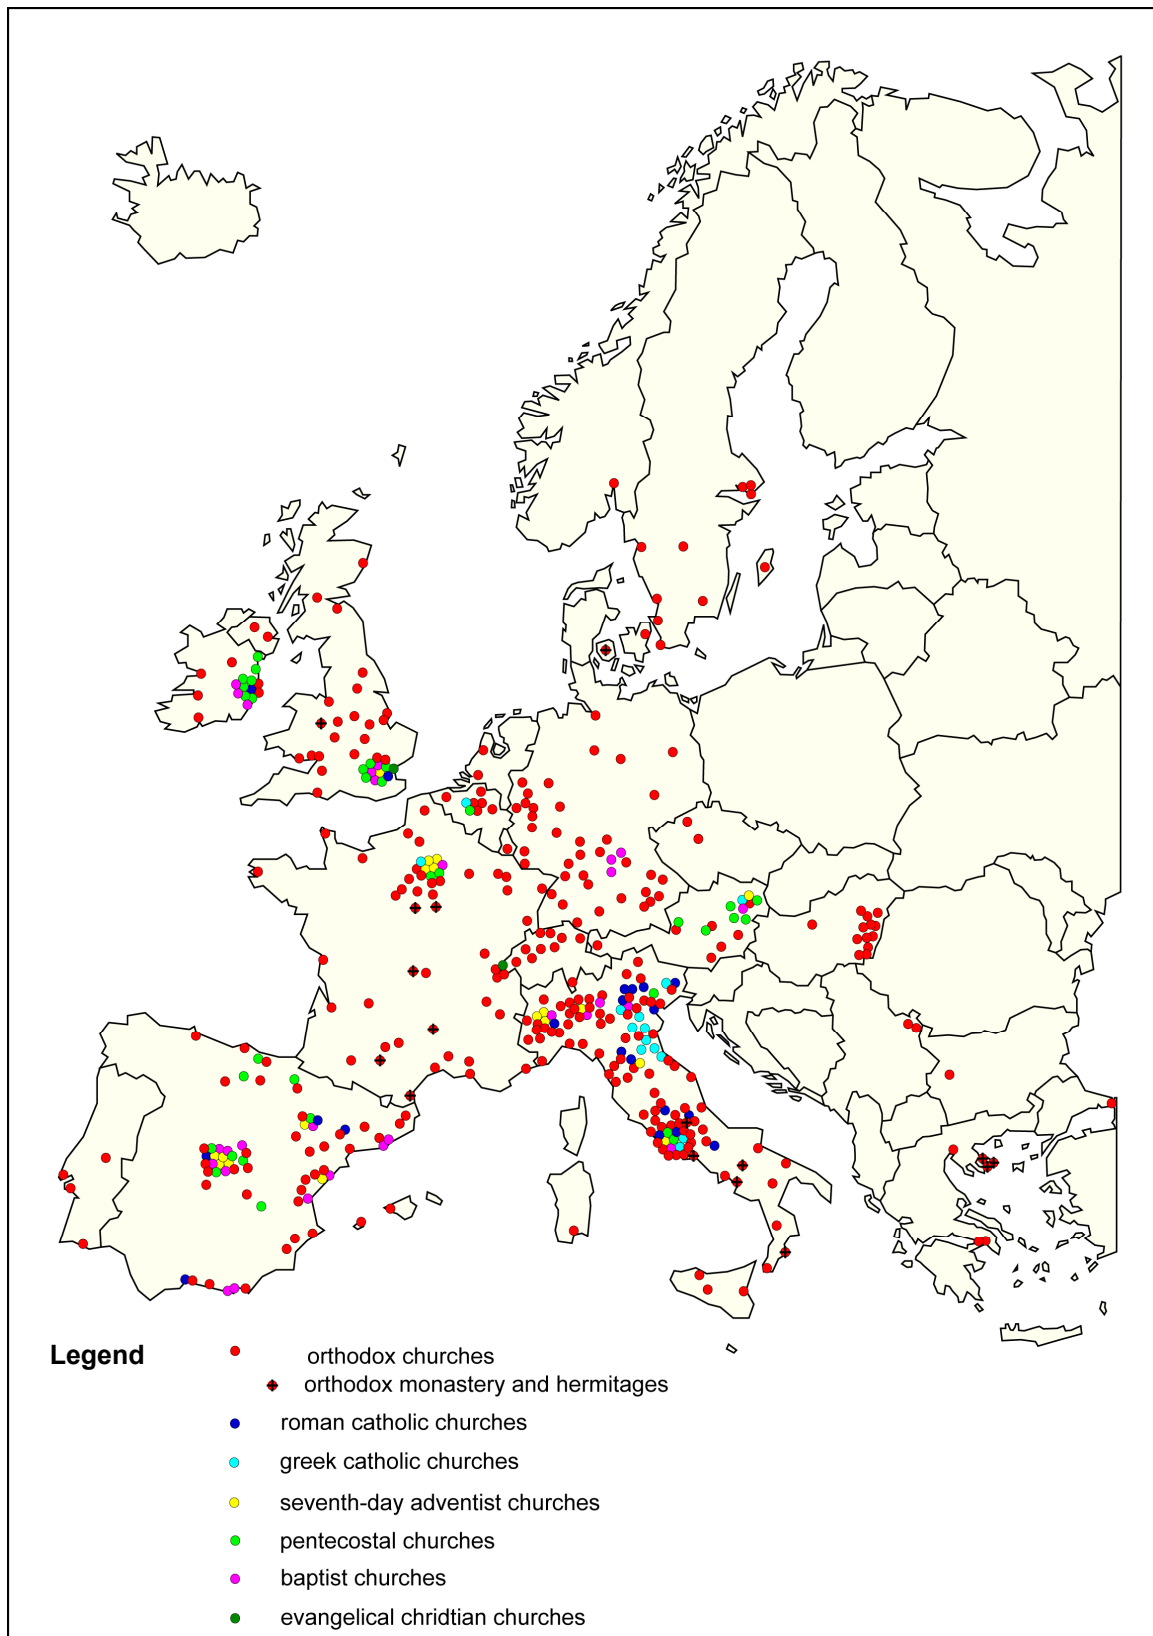 Legend
orthodox churches
orthodox monastery and hermitages
roman catholic churches
greek catholic churches
seventh-day adventist churches
pentecostal churches
baptist churches
evangelical chridtian churches